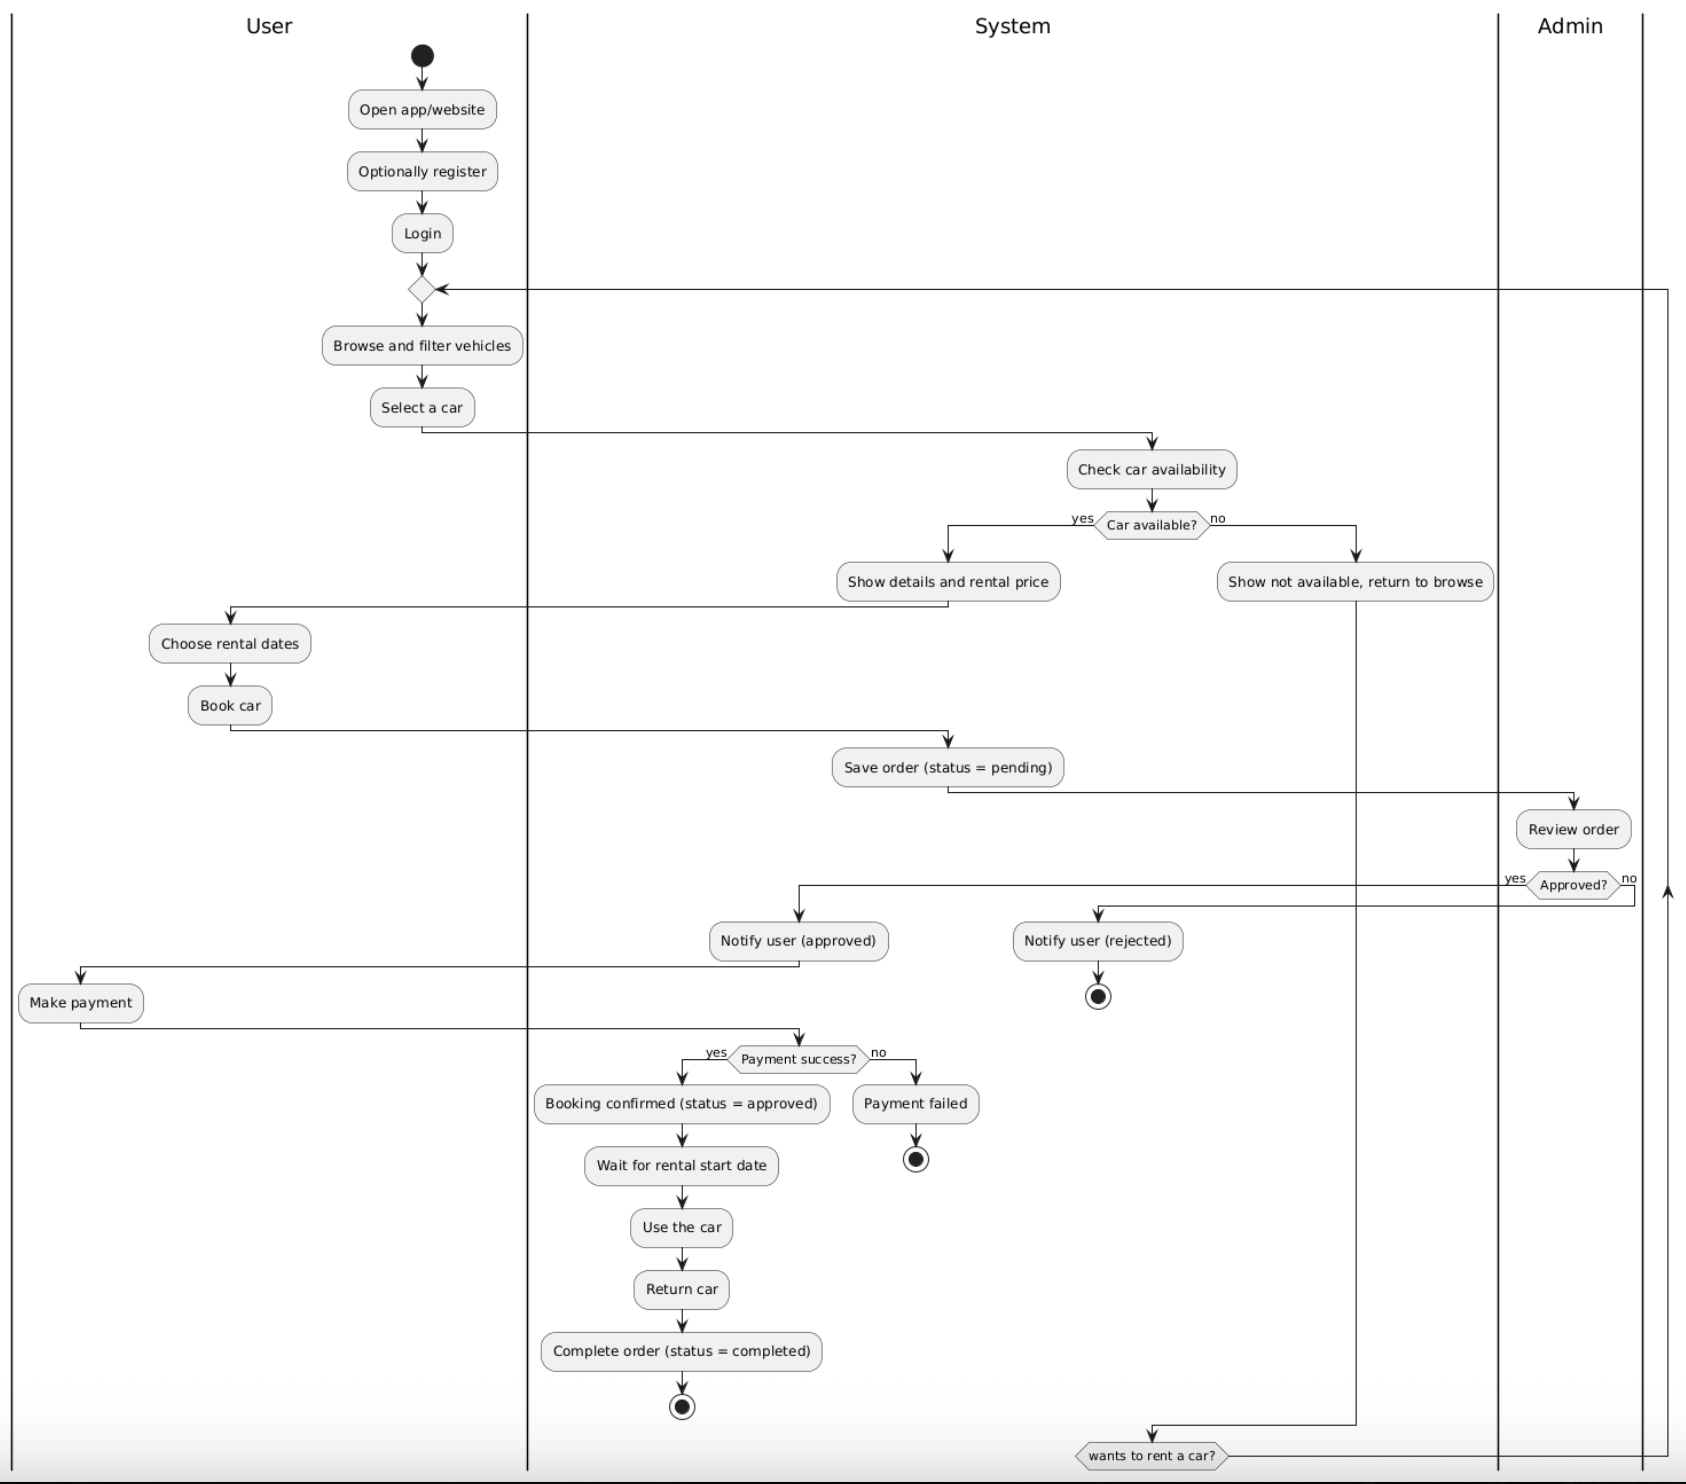 User
System
Admin
Open app/website
Optionally register
Login
Browse and filter vehicles
Select a car
Check car availability
yes
Car available?
no
Show details and rental price
Show not available, return to browse
Choose rental dates
Book car
Save order (status = pending)
Review order
yes
Approved?
no
Notify user (approved)
Notify user (rejected)
Make payment
yes
Payment success?
no
Booking confirmed (status = approved)
Payment failed
Wait for rental start date
Use the car
Return car
Complete order (status = completed)
wants to rent a car?